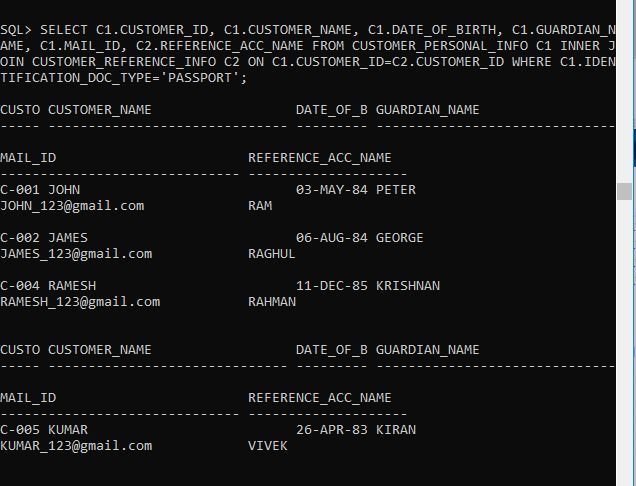 SQL> SELECT C1.CUSTOMER_ID, C1.CUSTOMER_NAME, C1.DATE_OF_BIRTH, C1.GUARDIAN_N
AME, C1.MAIL_ID, C2.REFERENCE_ACC_NAME FROM CUSTOMER_PERSONAL_INFO C1 INNER J
OIN CUSTOMER_REFERENCE_INFO C2 ON C1.CUSTOMER_ID=C2.CUSTOMER_ID WHERE C1.IDEN
TIFICATION_DOC_TYPE='PASSPORT';
CUSTO CUSTOMER_NAME                  DATE_OF_B GUARDIAN_NAME
----- ------------------------------ --------- ------------------------------
MAIL_ID                        REFERENCE_ACC_NAME
------------------------------ --------------------
C-001 JOHN                           03-MAY-84 PETER
JOHN_123@gmail.com             RAM
C-002 JAMES                          06-AUG-84 GEORGE
JAMES_123@gmail.com            RAGHUL
C-004 RAMESH                         11-DEC-85 KRISHNAN
RAMESH_123@gmail.com           RAHMAN
CUSTO CUSTOMER_NAME                  DATE_OF_B GUARDIAN_NAME
----- ------------------------------ --------- ------------------------------
MAIL_ID                        REFERENCE_ACC_NAME
------------------------------ --------------------
C-005 KUMAR                          26-APR-83 KIRAN
KUMAR_123@gmail.com            VIVEK